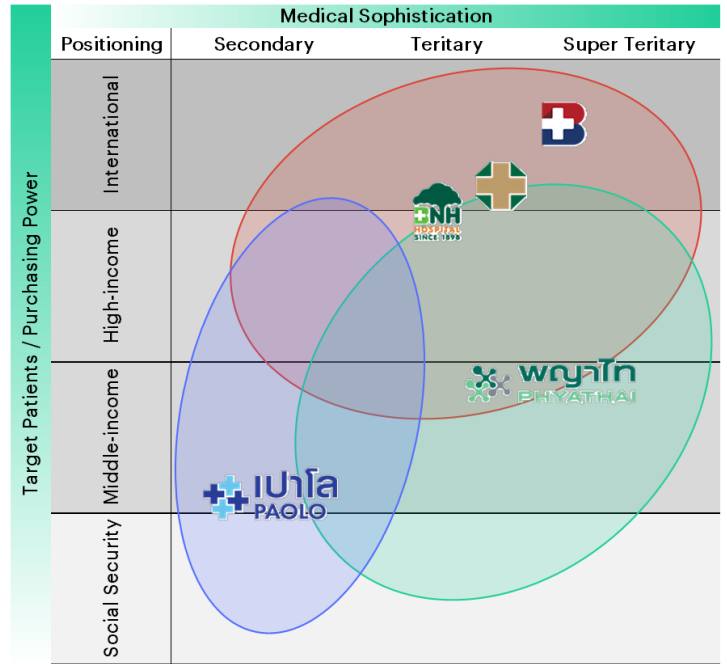 Medical Sophistication
Positioning
Secondary
Teritary
Super Teritary
Target Patients / Purchasing Power
International
High-income
Middle-income
Social Security
B
BNH
HOSPITAL
SINCE 1898
พญาไท
PHYATHAI
เปาโล
PAOLO